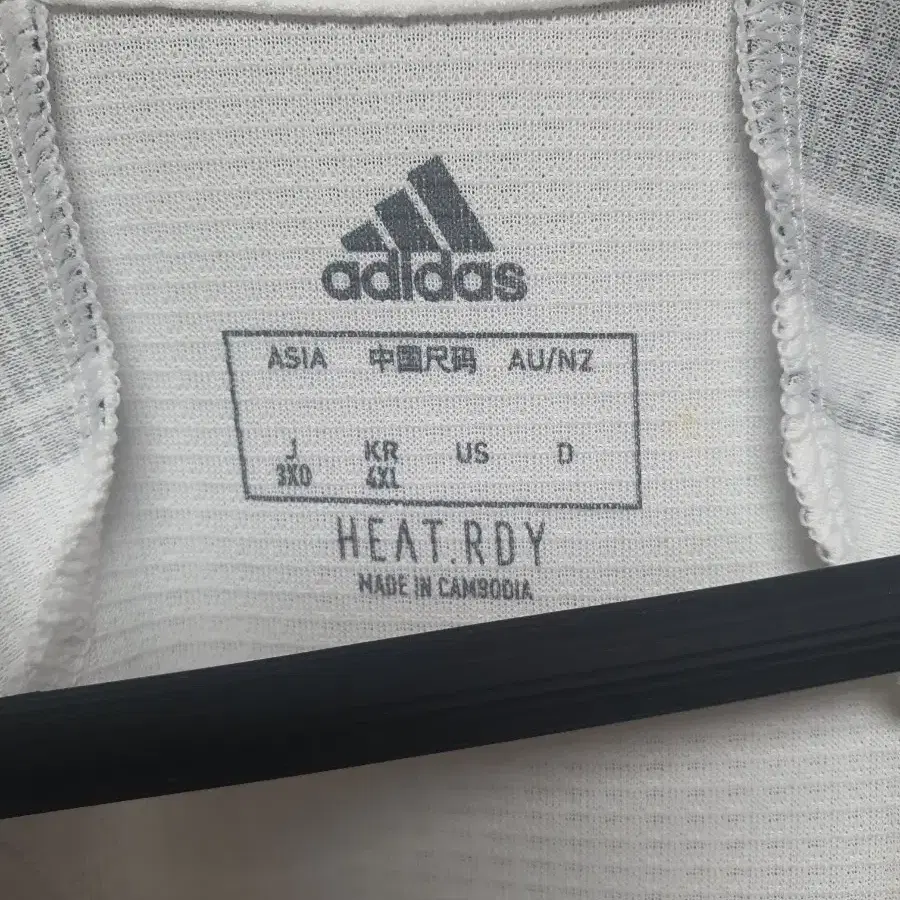 adidas
ASIA 中国尺码 AU/NZ
J KR US D
3XO 4XL
HEAT.RDY
MADE IN CAMBODIA